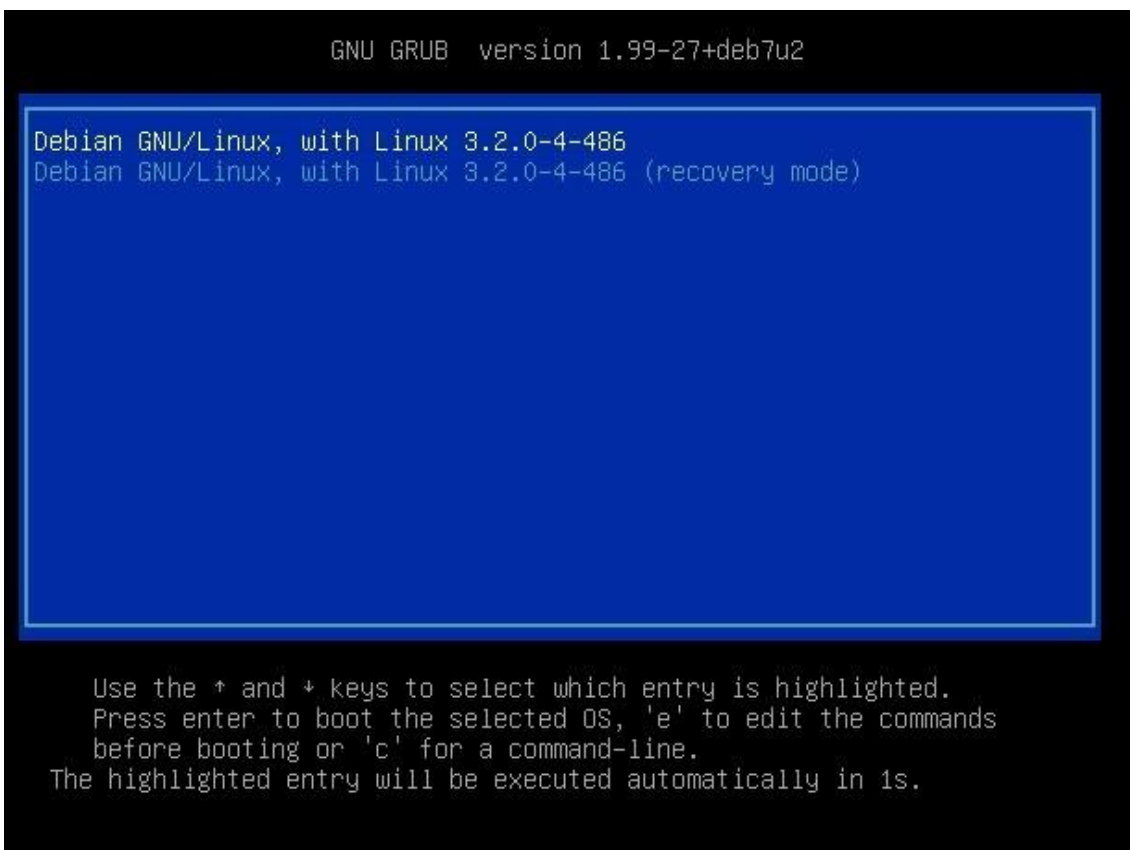 GNU GRUB  version 1.99-27+deb7u2
Debian GNU/Linux, with Linux 3.2.0-4-486
Debian GNU/Linux, with Linux 3.2.0-4-486 (recovery mode)
Use the ↑ and ↓ keys to select which entry is highlighted.
Press enter to boot the selected OS, 'e' to edit the commands
before booting or 'c' for a command-line.
The highlighted entry will be executed automatically in 1s.